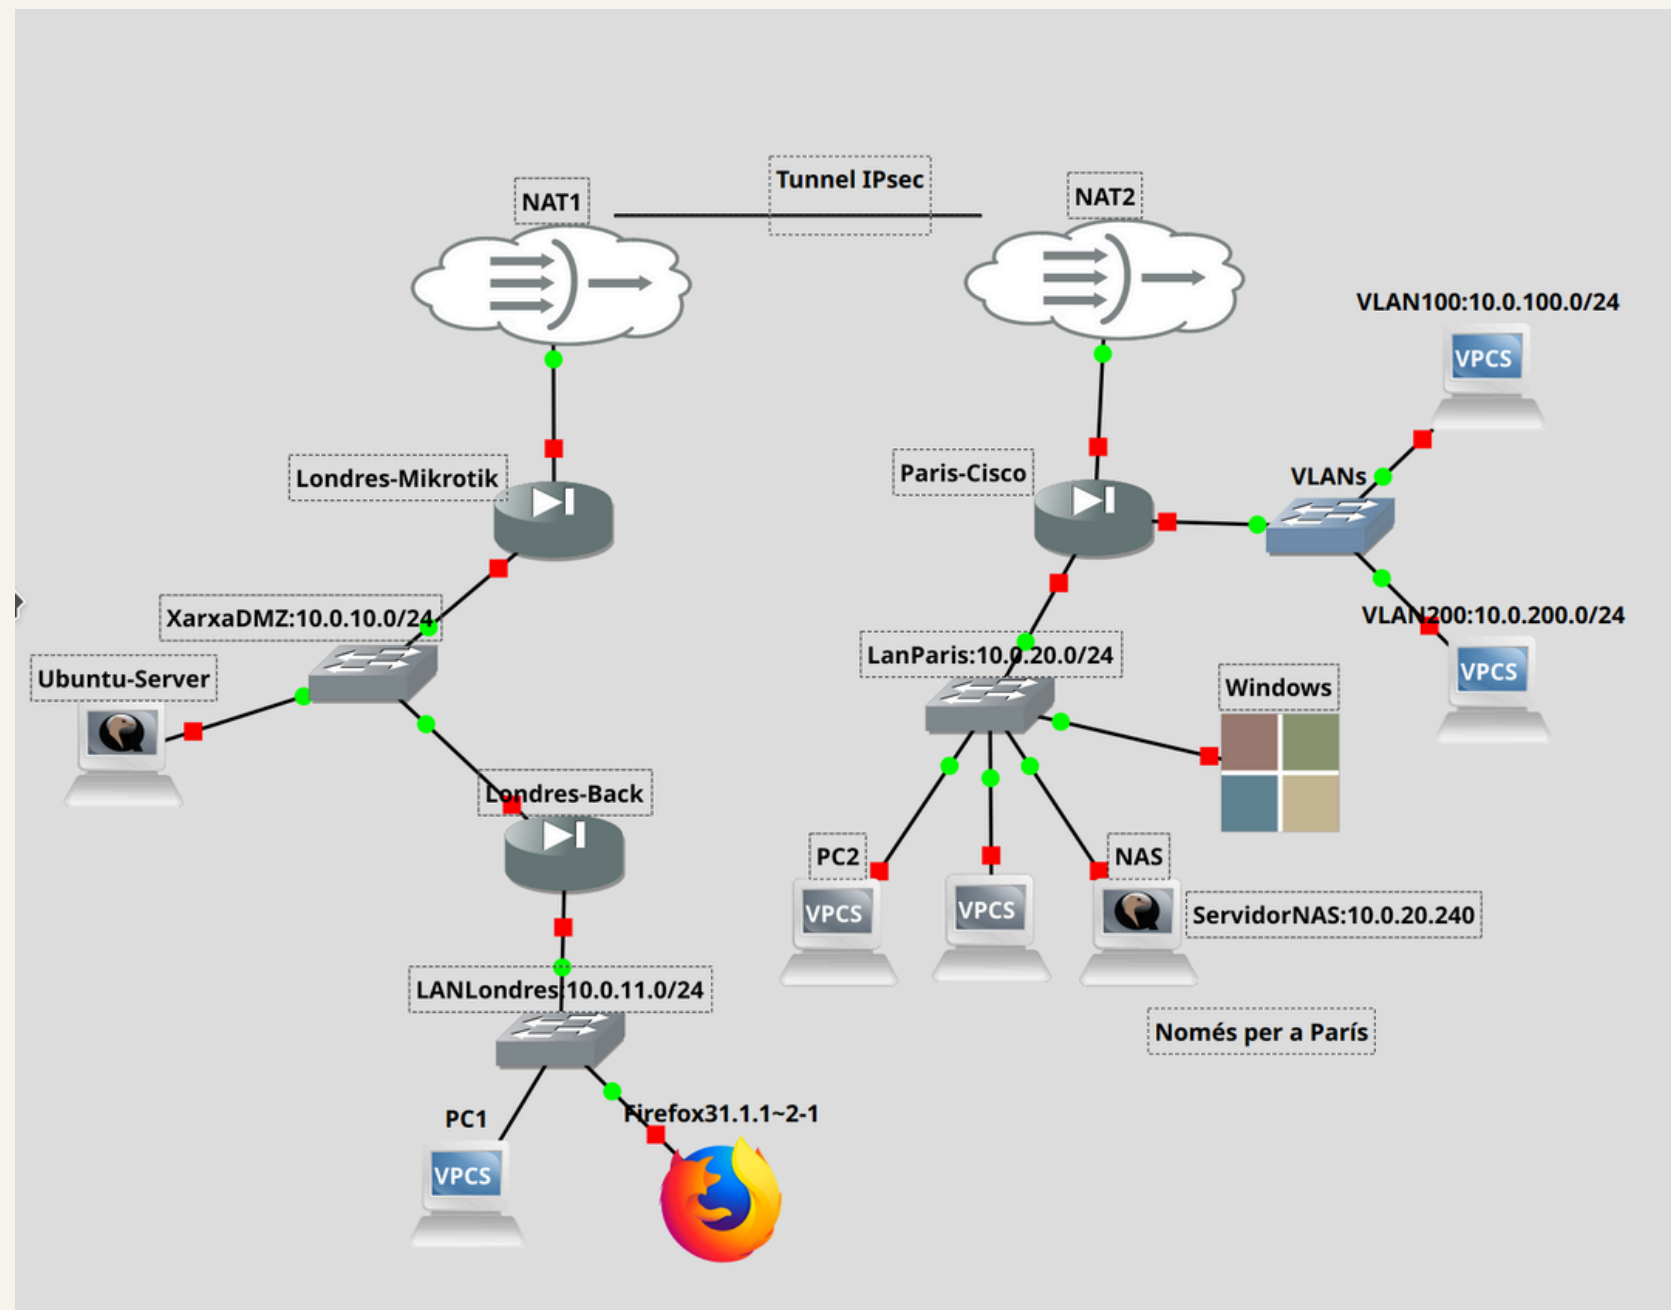 Tunnel IPsec
NAT1
NAT2
VLAN100:10.0.100.0/24
VPCS
Londres-Mikrotik
Paris-Cisco
VLANs
XarxaDMZ:10.0.10.0/24
VLAN200:10.0.200.0/24
VPCS
LanParis:10.0.20.0/24
Ubuntu-Server
Windows
Londres-Back
PC2
NAS
VPCS
VPCS
ServidorNAS:10.0.20.240
LANLondres:10.0.11.0/24
Només per a París
Firefox31.1.1~2-1
PC1
VPCS